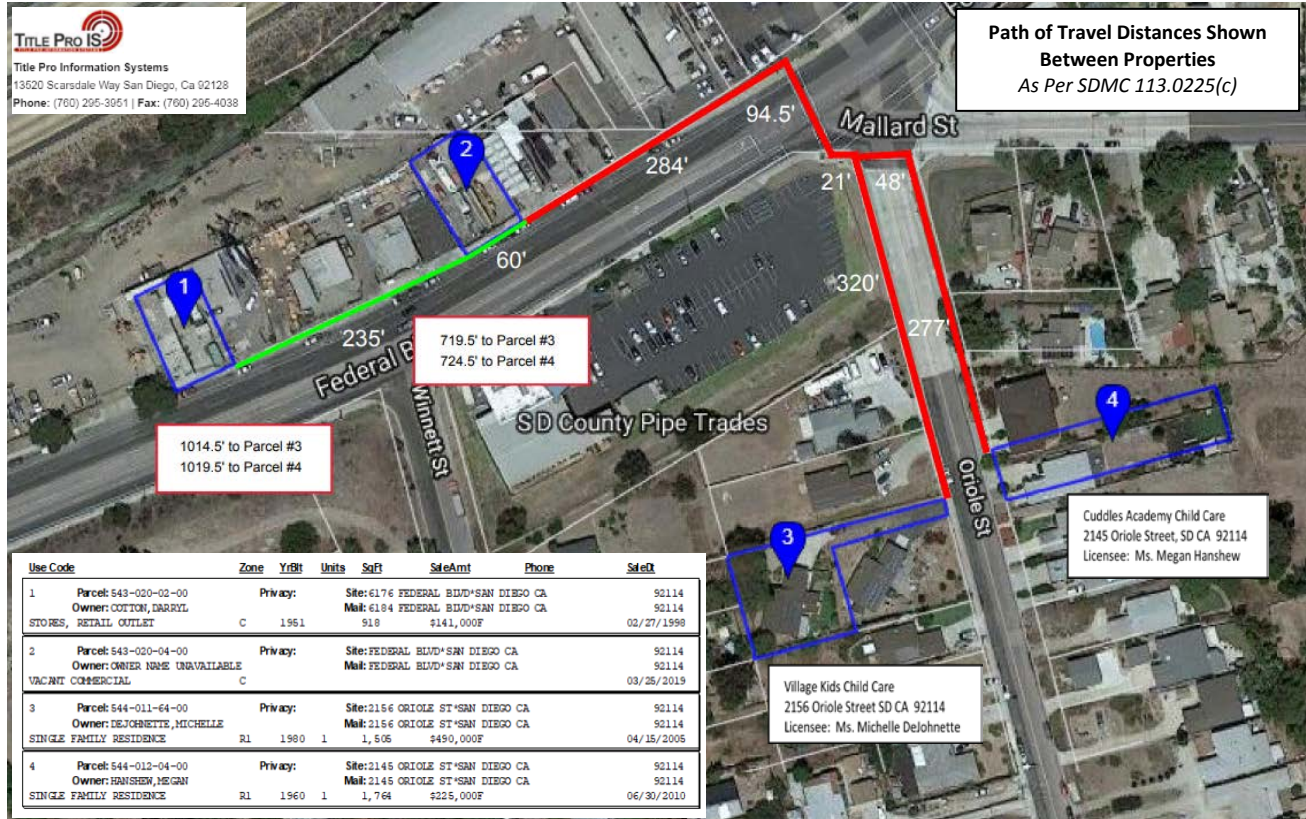 TITLE PRO IS
TITLE PRO INFORMATION SYSTEMS
Title Pro Information Systems
13520 Scarsdale Way San Diego, Ca 92128
Phone: (760) 295-3951 | Fax: (760) 295-4038
Path of Travel Distances Shown
Between Properties
As Per SDMC 113.0225(c)
94.5'
Mallard St
2
284'
21' 48'
60'
1
320'
277'
235'
719.5' to Parcel #3
724.5' to Parcel #4
Federal B
Winnett St
SD County Pipe Trades
4
1014.5' to Parcel #3
1019.5' to Parcel #4
Oriole St
Cuddles Academy Child Care
2145 Oriole Street, SD CA 92114
Licensee: Ms. Megan Hanshew
3
Village Kids Child Care
2156 Oriole Street SD CA 92114
Licensee: Ms. Michelle DeJohnette
Use Code Zone YrBlt Units SqFt SaleAmt Phone SaleDt
1 Parcel: 543-020-02-00 Privacy: Site: 6176 FEDERAL BLVD*SAN DIEGO CA 92114
Owner: COTTON, DARRYL Mail: 6184 FEDERAL BLVD*SAN DIEGO CA 92114
STORES, RETAIL OUTLET C 1951 918 $141,000F 02/27/1998
2 Parcel: 543-020-04-00 Privacy: Site: FEDERAL BLVD*SAN DIEGO CA 92114
Owner: OWNER NAME UNAVAILABLE Mail: FEDERAL BLVD*SAN DIEGO CA 92114
VACANT COMMERCIAL C 03/25/2019
3 Parcel: 544-011-64-00 Privacy: Site: 2156 ORIOLE ST*SAN DIEGO CA 92114
Owner: DEJOHNETTE, MICHELLE Mail: 2156 ORIOLE ST*SAN DIEGO CA 92114
SINGLE FAMILY RESIDENCE R1 1980 1 1,505 $490,000F 04/15/2005
4 Parcel: 544-012-04-00 Privacy: Site: 2145 ORIOLE ST*SAN DIEGO CA 92114
Owner: HANSHEW, MEGAN Mail: 2145 ORIOLE ST*SAN DIEGO CA 92114
SINGLE FAMILY RESIDENCE R1 1960 1 1,764 $225,000F 06/30/2010